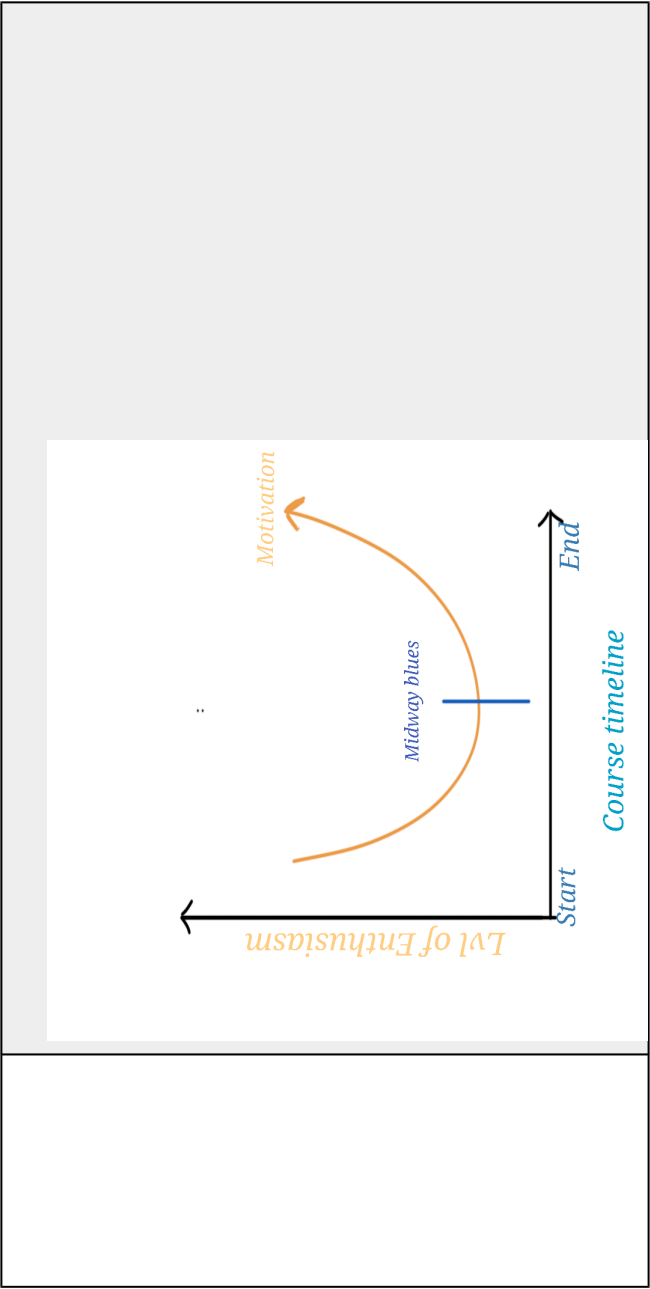 Motivation
Midway blues
Lvl of Enthusiasm
Start
End
Course timeline